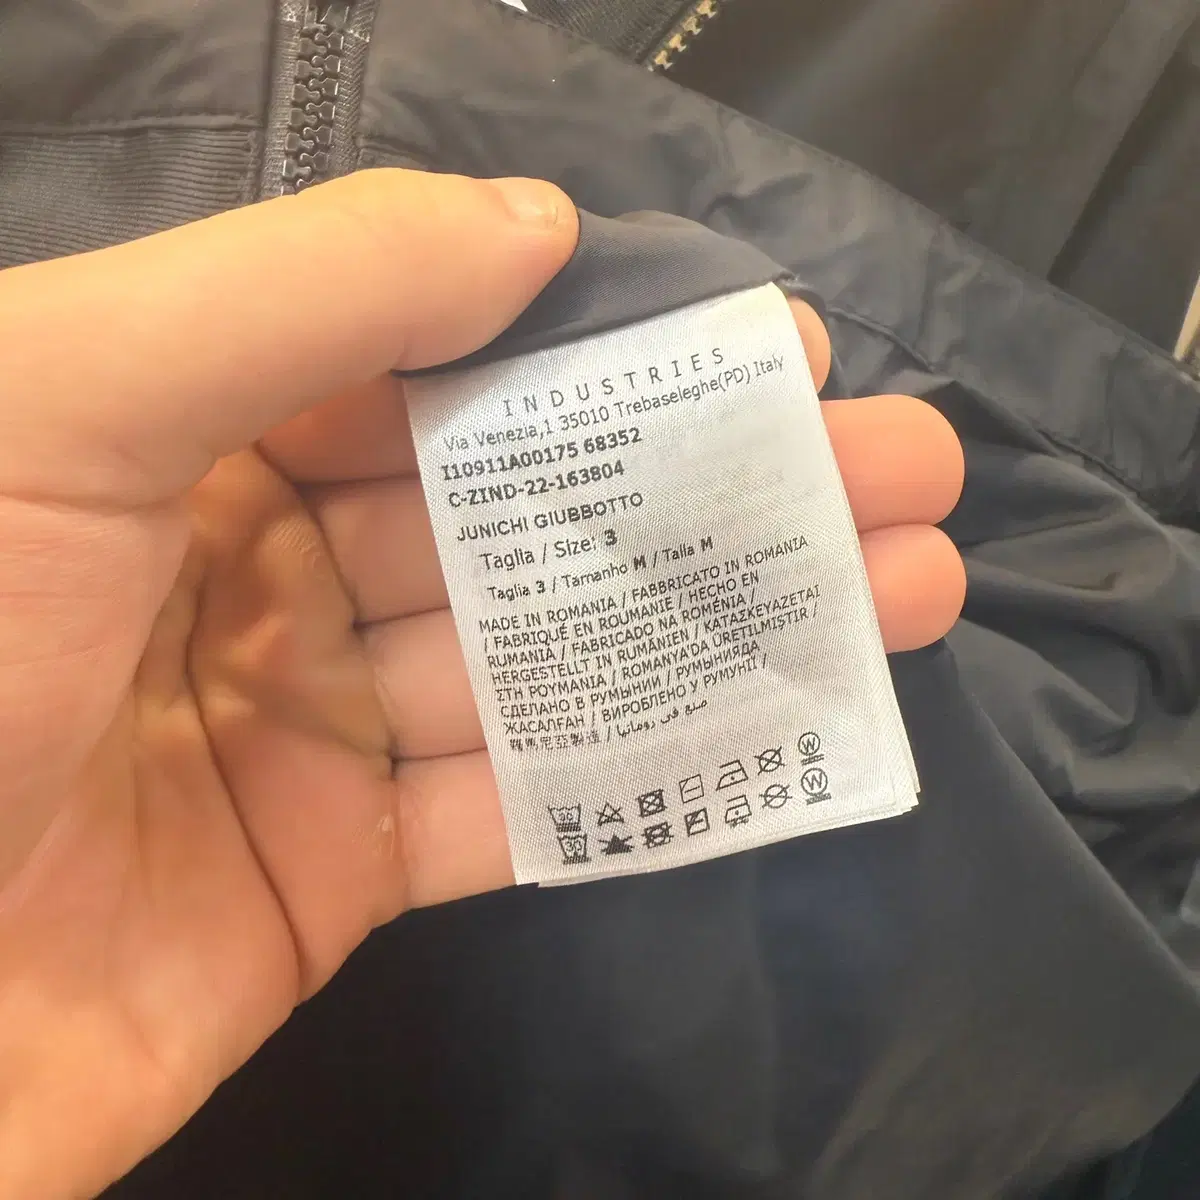 INDUSTRIES
Via Venezia,1 35010 Trebaseleghe(PD) Italy
I10911A00175 68352
C-ZIND-22-163804
JUNICHI GIUBBOTTO
Taglia / Size: 3
Taglia 3 / Tamanho M / Talla M
MADE IN ROMANIA / FABBRICATO IN ROMANIA
/ FABRIQUÉ EN ROUMANIE / HECHO EN
RUMANIA / FABRICADO NA ROMÉNIA /
HERGESTELLT IN RUMÄNIEN / ΚΑΤΑΣΚΕΥΑΖΕΤΑΙ
ΣΤΗ ΡΟΥΜΑΝΙΑ / ROMANYA'DA ÜRETILMIŞTIR /
СДЕЛАНО В РУМЫНИИ / РУМЫНИЯДА
ЖАСАЛҒАН / ВИРОБЛЕНО У РУМУНІЇ /
羅馬尼亞製造 / صنع في رومانيا
30 W
30 W